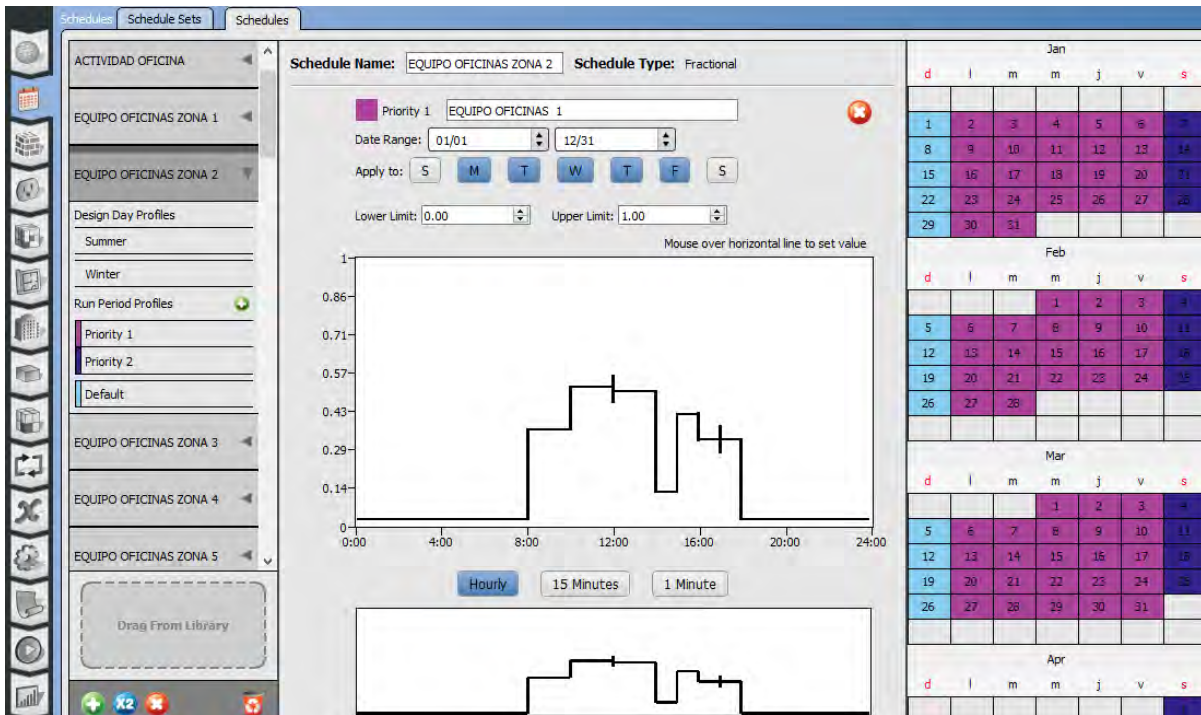 Schedules Schedule Sets Schedules
ACTIVIDAD OFICINA
EQUIPO OFICINAS ZONA 1
EQUIPO OFICINAS ZONA 2
Design Day Profiles
Summer
Winter
Run Period Profiles
Priority 1
Priority 2
Default
EQUIPO OFICINAS ZONA 3
EQUIPO OFICINAS ZONA 4
EQUIPO OFICINAS ZONA 5
Drag From Library
X2
Schedule Name: EQUIPO OFICINAS ZONA 2 Schedule Type: Fractional
Priority 1 EQUIPO OFICINAS 1
Date Range: 01/01 12/31
Apply to: S M T W T F S
Lower Limit: 0.00 Upper Limit: 1.00
Mouse over horizontal line to set value
1
0.86
0.71
0.57
0.43
0.29
0.14
0
0:00 4:00 8:00 12:00 16:00 20:00 24:00
Hourly 15 Minutes 1 Minute
Jan
d l m m j v s
1 2 3 4 5 6 7
8 9 10 11 12 13 14
15 16 17 18 19 20 21
22 23 24 25 26 27 28
29 30 31
Feb
d l m m j v s
1 2 3 4
5 6 7 8 9 10 11
12 13 14 15 16 17 18
19 20 21 22 23 24 25
26 27 28
Mar
d l m m j v s
1 2 3 4
5 6 7 8 9 10 11
12 13 14 15 16 17 18
19 20 21 22 23 24 25
26 27 28 29 30 31
Apr
d l m m j v s